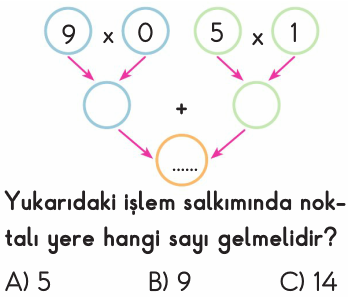 9 x 0 5 x 1
+
......
Yukarıdaki işlem salkımında nok-
talı yere hangi sayı gelmelidir?
A) 5 B) 9 C) 14